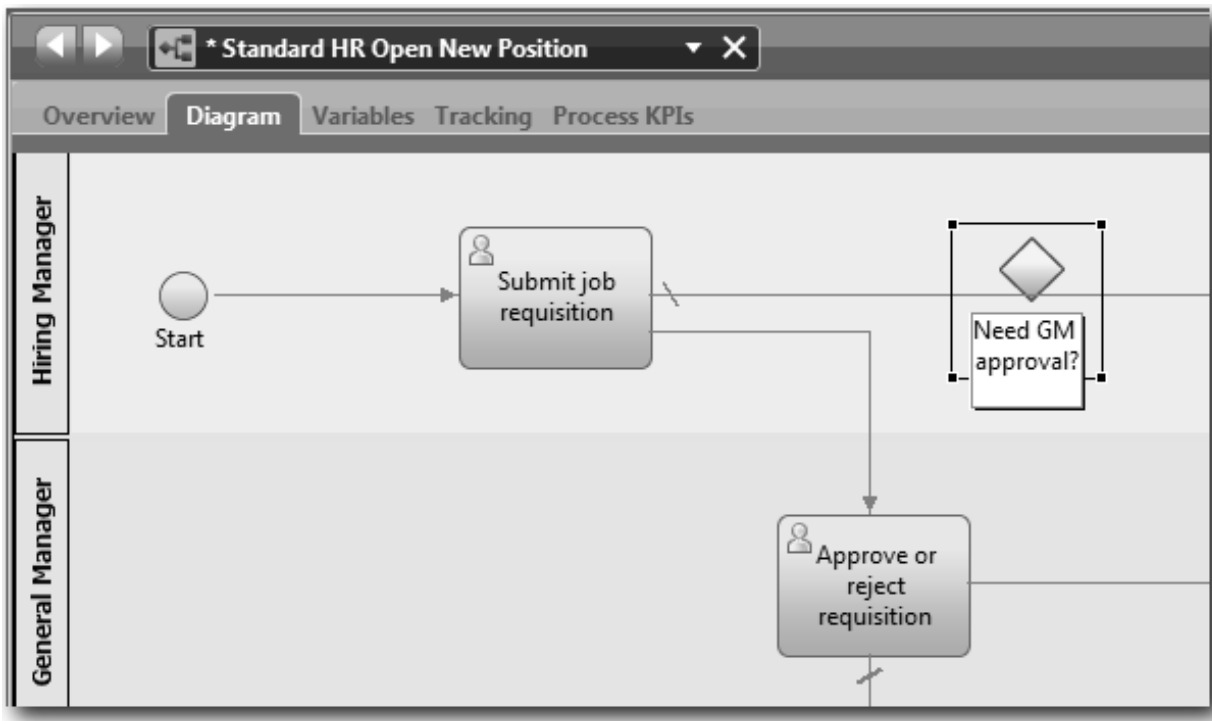 * Standard HR Open New Position
Overview Diagram Variables Tracking Process KPIs
Hiring Manager
Start
Submit job
requisition
Need GM
approval?
General Manager
Approve or
reject
requisition